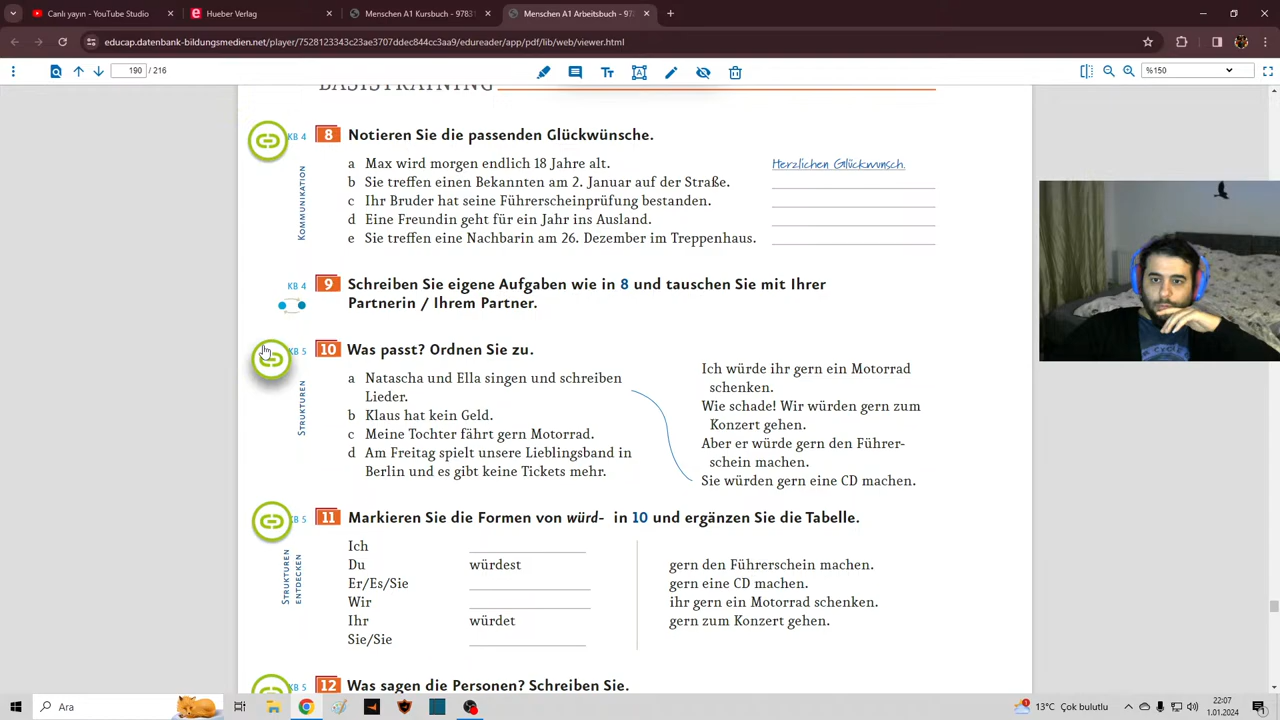 Canlı yayın - YouTube Studio
Hueber Verlag
Menschen A1 Kursbuch - 9783
Menschen A1 Arbeitsbuch - 978
educap.datenbank-bildungsmedien.net/player/7528123343c23ae3707ddec844cc3aa9/edureader/app/pdf/lib/web/viewer.html
190 / 216
%150
BASISTRAINING
KB 4 8 Notieren Sie die passenden Glückwünsche.
KOMMUNIKATION
a Max wird morgen endlich 18 Jahre alt. Herzlichen Glückwunsch.
b Sie treffen einen Bekannten am 2. Januar auf der Straße.
c Ihr Bruder hat seine Führerscheinprüfung bestanden.
d Eine Freundin geht für ein Jahr ins Ausland.
e Sie treffen eine Nachbarin am 26. Dezember im Treppenhaus.
KB 4 9 Schreiben Sie eigene Aufgaben wie in 8 und tauschen Sie mit Ihrer
Partnerin / Ihrem Partner.
KB 5 10 Was passt? Ordnen Sie zu.
STRUKTUREN
a Natascha und Ella singen und schreiben
Lieder.
b Klaus hat kein Geld.
c Meine Tochter fährt gern Motorrad.
d Am Freitag spielt unsere Lieblingsband in
Berlin und es gibt keine Tickets mehr.
Ich würde ihr gern ein Motorrad
schenken.
Wie schade! Wir würden gern zum
Konzert gehen.
Aber er würde gern den Führer-
schein machen.
Sie würden gern eine CD machen.
KB 5 11 Markieren Sie die Formen von würd- in 10 und ergänzen Sie die Tabelle.
STRUKTUREN
ENTDECKEN
Ich
Du würdest gern den Führerschein machen.
Er/Es/Sie gern eine CD machen.
Wir ihr gern ein Motorrad schenken.
Ihr würdet gern zum Konzert gehen.
Sie/Sie
KB 5 12 Was sagen die Personen? Schreiben Sie.
Ara
13°C Çok bulutlu
22:07
1.01.2024